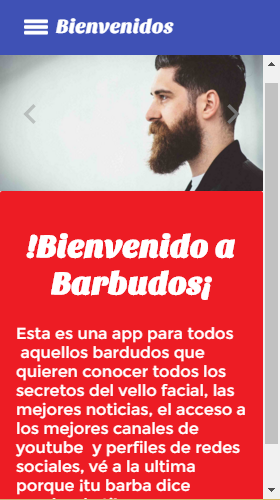 Bienvenidos
!Bienvenido a
Barbudos¡
Esta es una app para todos
aquellos bardudos que
quieren conocer todos los
secretos del vello facial, las
mejores noticias, el acceso a
los mejores canales de
youtube y perfiles de redes
sociales, vé a la ultima
porque ¡tu barba dice